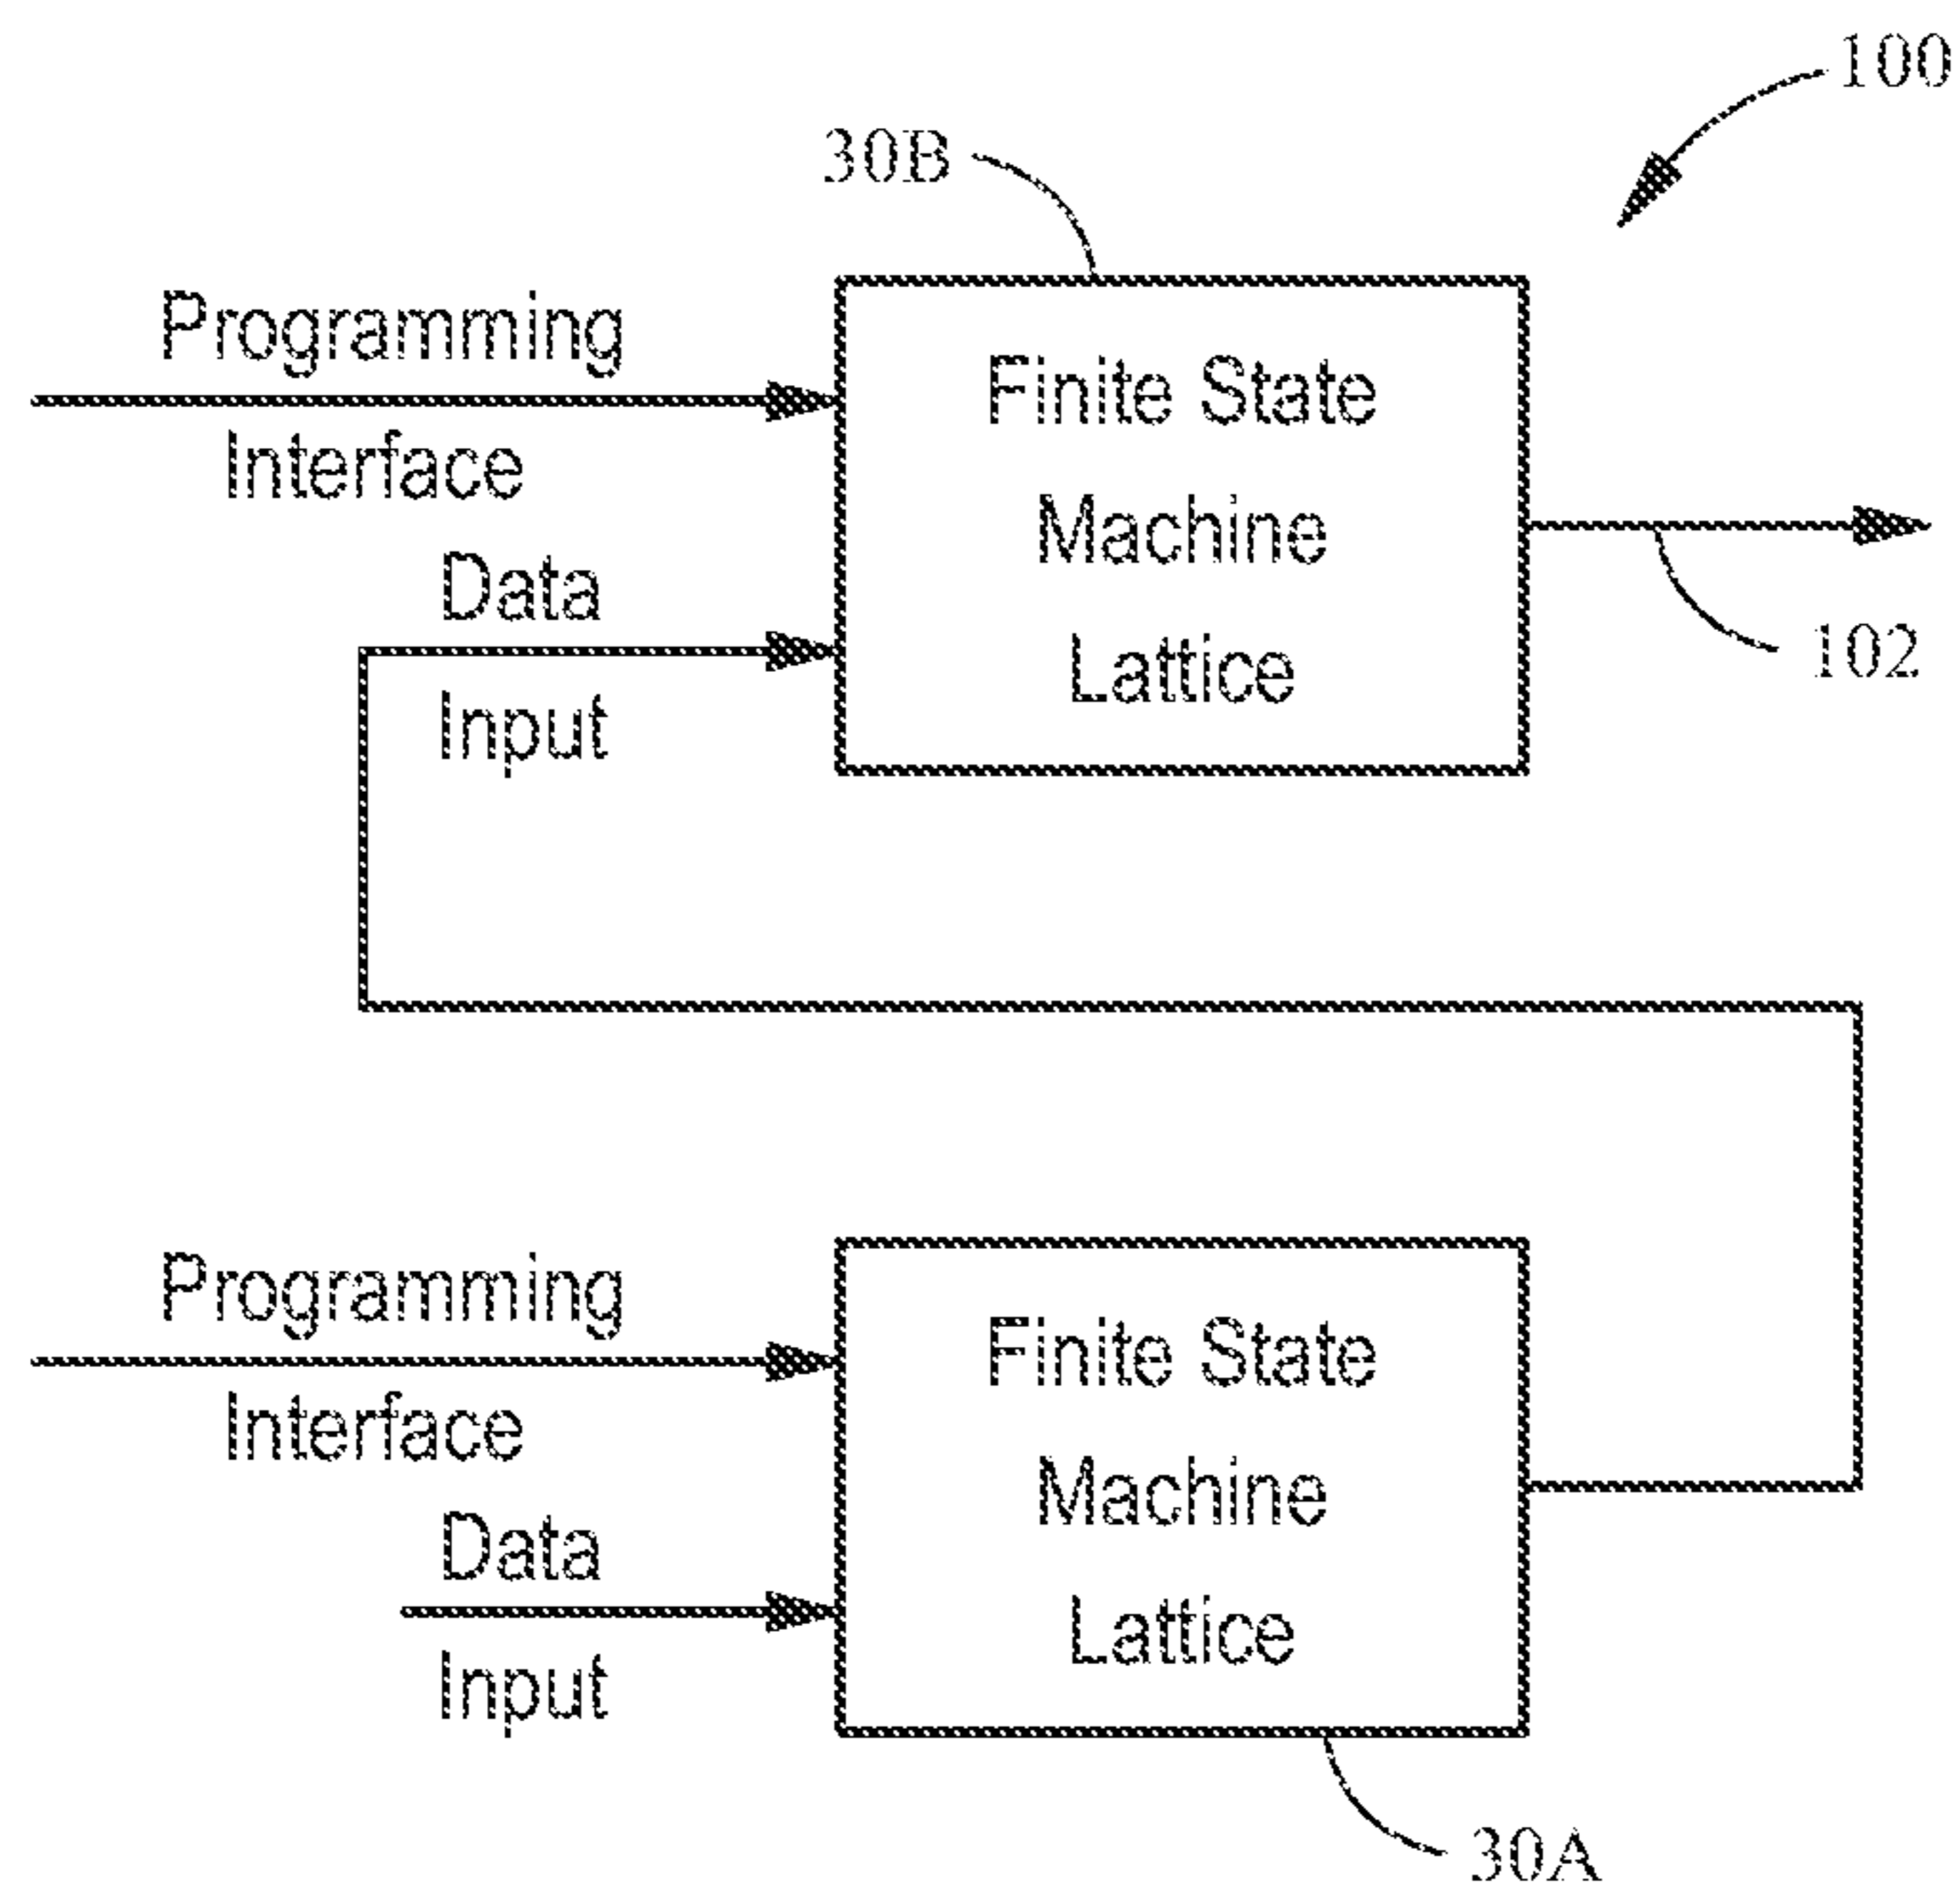 100
30B
Programming
Interface
Finite State
Machine
Lattice
Data
Input
102
Programming
Interface
Finite State
Machine
Lattice
Data
Input
30A